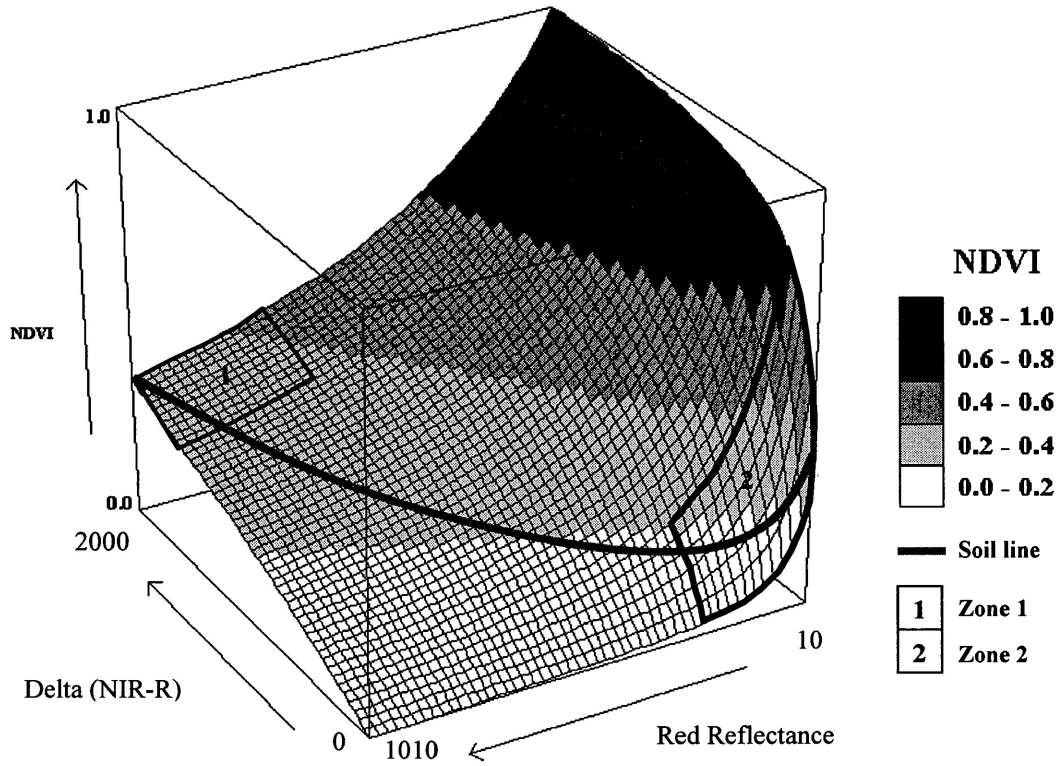 1.0
NDVI
0.0
2000
Delta (NIR-R)
0
1010
Red Reflectance
10
1
2
NDVI
0.8 - 1.0
0.6 - 0.8
0.4 - 0.6
0.2 - 0.4
0.0 - 0.2
Soil line
1 Zone 1
2 Zone 2